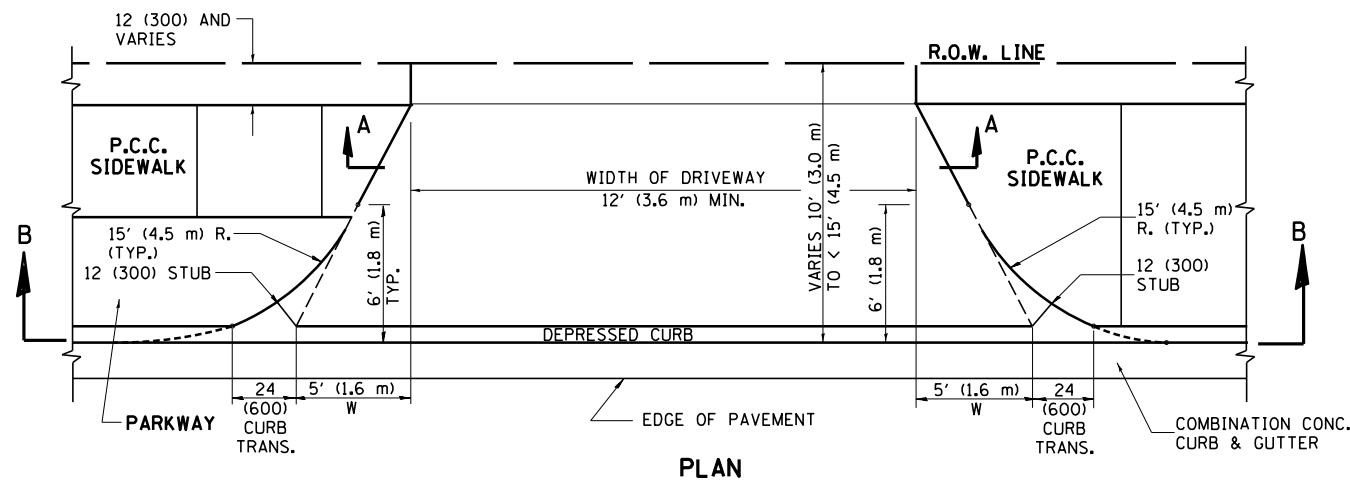 12 (300) AND
VARIES
R.O.W. LINE
A
A
P.C.C.
SIDEWALK
P.C.C.
SIDEWALK
WIDTH OF DRIVEWAY
12' (3.6 m) MIN.
VARIES 10' (3.0 m)
TO < 15' (4.5 m)
15' (4.5 m) R.
(TYP.)
12 (300) STUB
6' (1.8 m)
TYP.
6' (1.8 m)
15' (4.5 m)
R. (TYP.)
12 (300)
STUB
B
B
DEPRESSED CURB
24
(600)
CURB
TRANS.
5' (1.6 m)
W
5' (1.6 m)
W
24
(600)
CURB
TRANS.
PARKWAY
EDGE OF PAVEMENT
COMBINATION CONC.
CURB & GUTTER
PLAN